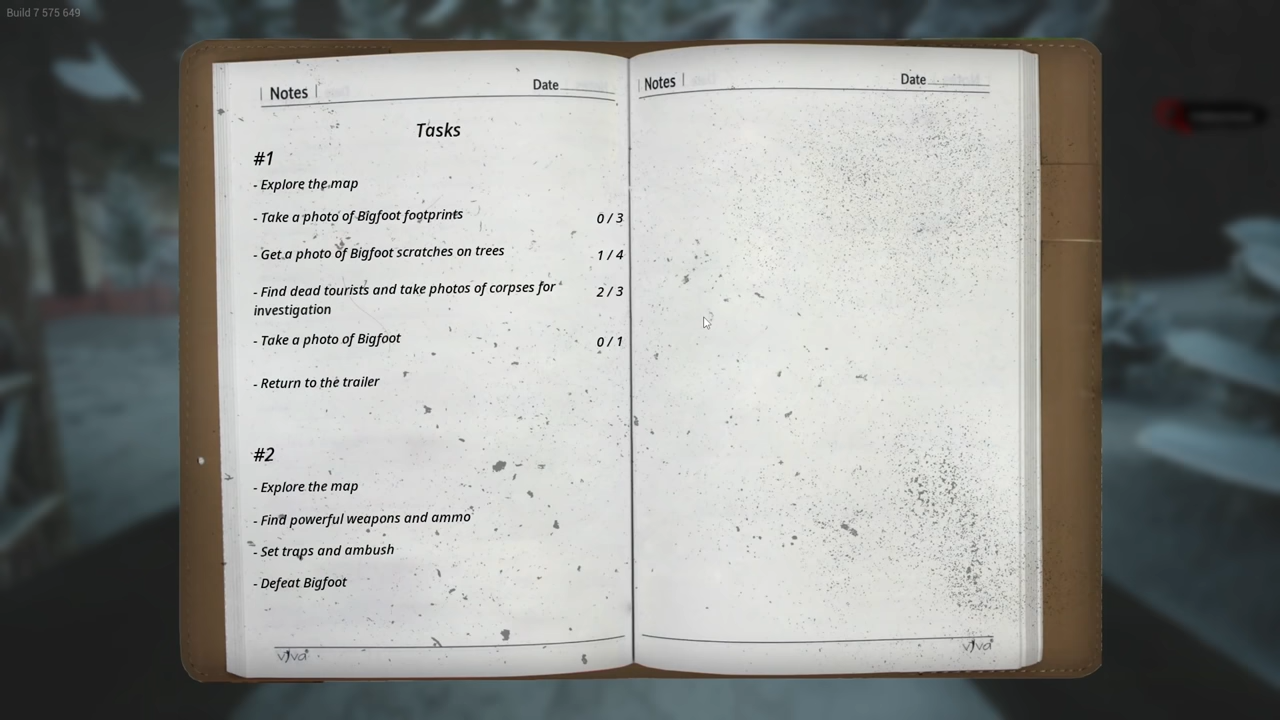 Build 7 575 649
Notes
Date
Tasks
#1
- Explore the map
- Take a photo of Bigfoot footprints 0 / 3
- Get a photo of Bigfoot scratches on trees 1 / 4
- Find dead tourists and take photos of corpses for 2 / 3
investigation
- Take a photo of Bigfoot 0 / 1
- Return to the trailer
#2
- Explore the map
- Find powerful weapons and ammo
- Set traps and ambush
- Defeat Bigfoot
viva
Notes
Date
viva